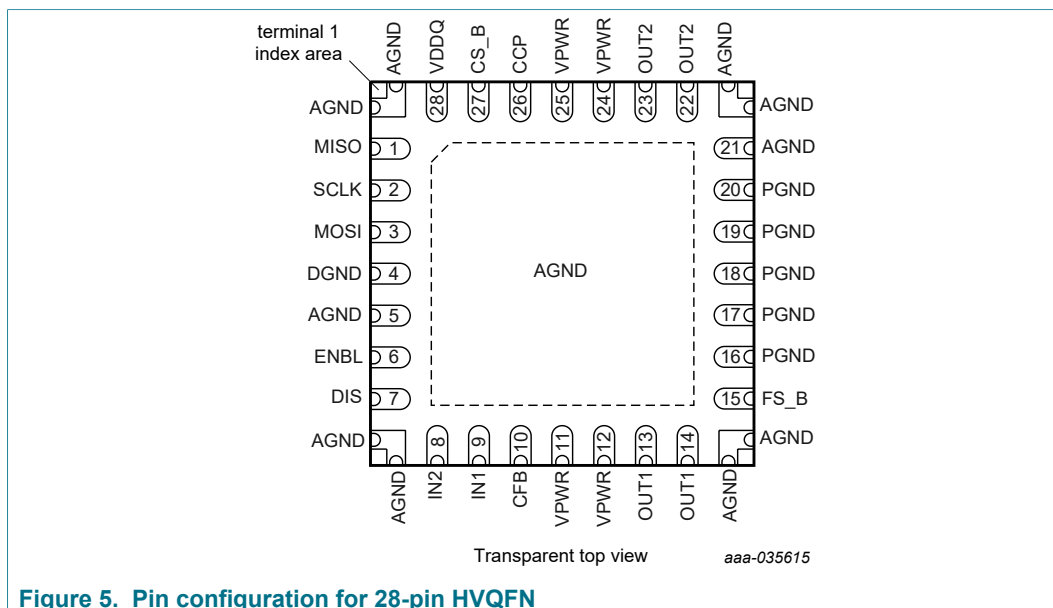 terminal 1
index area
AGND
VDDQ
CS_B
CCP
VPWR
VPWR
OUT2
OUT2
AGND
28
27
26
25
24
23
22
AGND
AGND
MISO 1
21 AGND
SCLK 2
20 PGND
MOSI 3
19 PGND
DGND 4
AGND
18 PGND
AGND 5
17 PGND
ENBL 6
16 PGND
DIS 7
15 FS_B
AGND
AGND
8
9
10
11
12
13
14
AGND
IN2
IN1
CFB
VPWR
VPWR
OUT1
OUT1
AGND
Transparent top view
aaa-035615
Figure 5. Pin configuration for 28-pin HVQFN